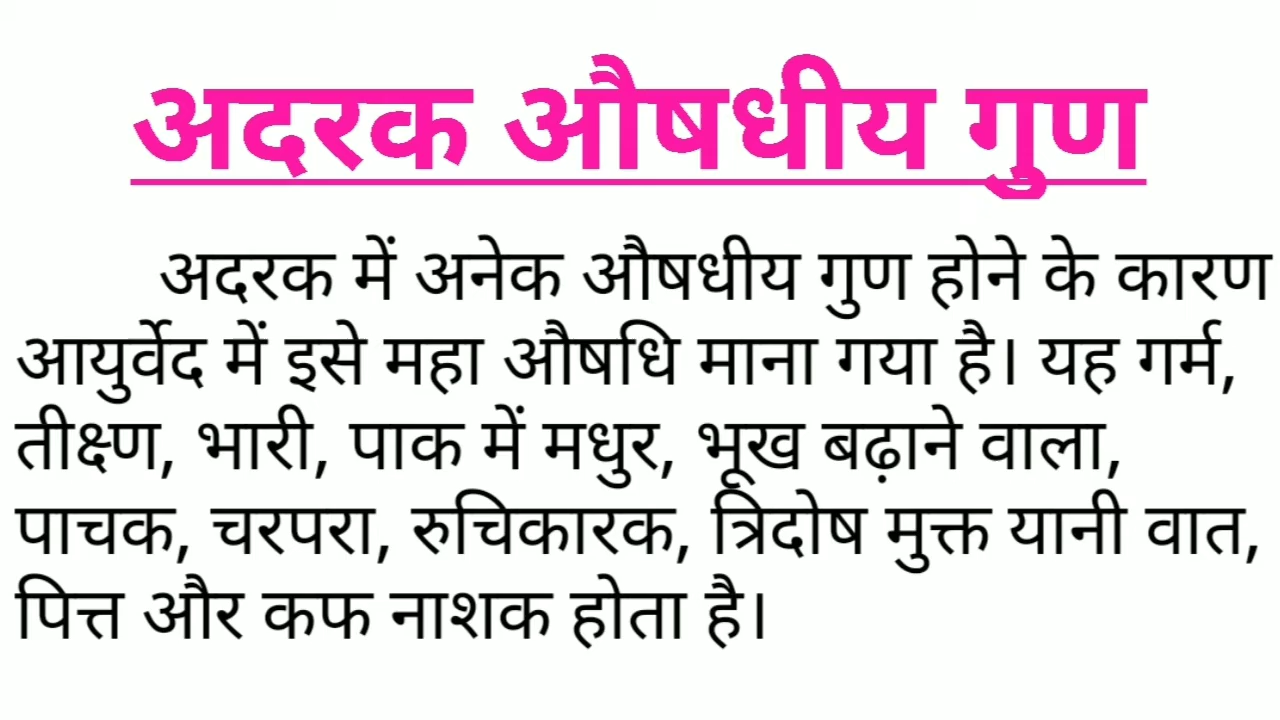 अदरक औषधीय गुण
अदरक में अनेक औषधीय गुण होने के कारण
आयुर्वेद में इसे महा औषधि माना गया है। यह गर्म,
तीक्ष्ण, भारी, पाक में मधुर, भूख बढ़ाने वाला,
पाचक, चरपरा, रुचिकारक, त्रिदोष मुक्त यानी वात,
पित्त और कफ नाशक होता है।